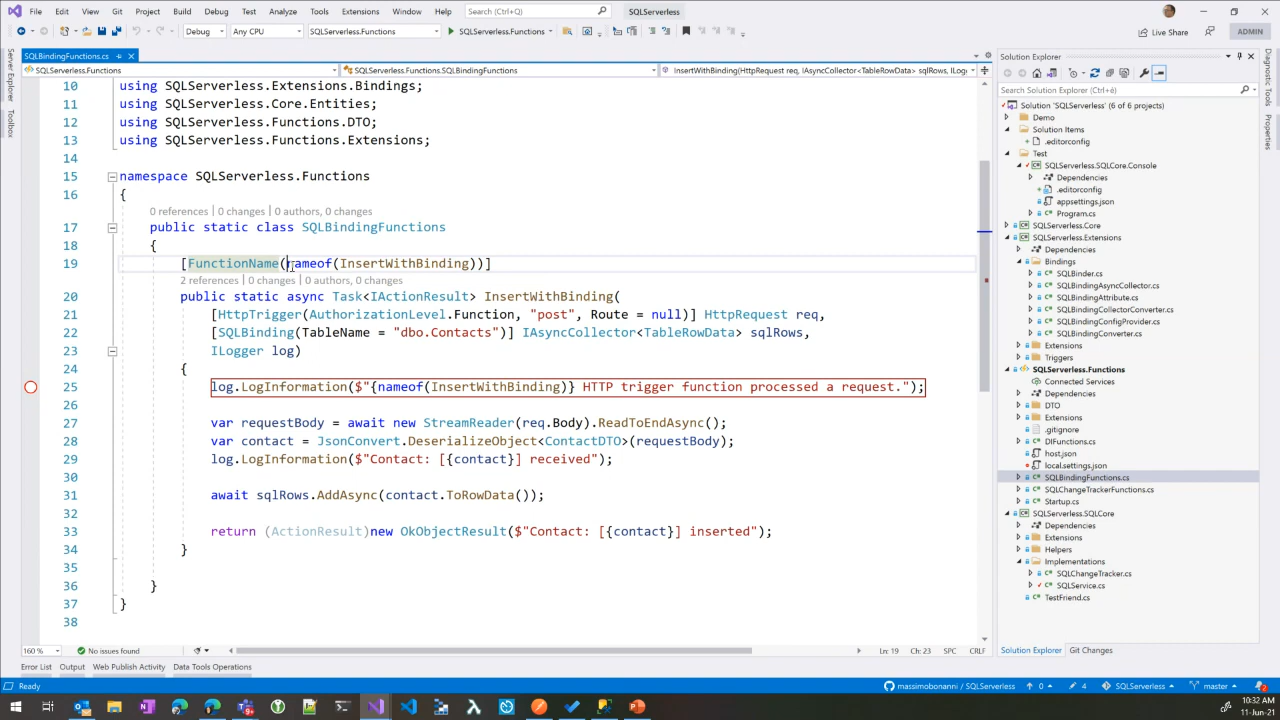 File Edit View Git Project Build Debug Test Analyze Tools Extensions Window Help Search (Ctrl+Q) SQLServerless
Debug Any CPU SQLServerless.Functions SQLServerless.Functions Live Share ADMIN
SQLBindingFunctions.cs
SQLServerless.Functions SQLServerless.Functions.SQLBindingFunctions InsertWithBinding(HttpRequest req, IAsyncCollector<TableRowData> sqlRows, ILog
Server Explorer
Toolbox
10 using SQLServerless.Extensions.Bindings;
11 using SQLServerless.Core.Entities;
12 using SQLServerless.Functions.DTO;
13 using SQLServerless.Functions.Extensions;
14
15 namespace SQLServerless.Functions
16 {
0 references | 0 changes | 0 authors, 0 changes
17 public static class SQLBindingFunctions
18 {
19 [FunctionName(nameof(InsertWithBinding))]
2 references | 0 changes | 0 authors, 0 changes
20 public static async Task<IActionResult> InsertWithBinding(
21 [HttpTrigger(AuthorizationLevel.Function, "post", Route = null)] HttpRequest req,
22 [SQLBinding(TableName = "dbo.Contacts")] IAsyncCollector<TableRowData> sqlRows,
23 ILogger log)
24 {
25 log.LogInformation($"{nameof(InsertWithBinding)} HTTP trigger function processed a request.");
26
27 var requestBody = await new StreamReader(req.Body).ReadToEndAsync();
28 var contact = JsonConvert.DeserializeObject<ContactDTO>(requestBody);
29 log.LogInformation($"Contact: [{contact}] received");
30
31 await sqlRows.AddAsync(contact.ToRowData());
32
33 return (ActionResult)new OkObjectResult($"Contact: [{contact}] inserted");
34 }
35
36 }
37 }
38
160 % No issues found Ln: 19 Ch: 23 SPC CRLF
Solution Explorer
Search Solution Explorer (Ctrl+è)
Solution 'SQLServerless' (6 of 6 projects)
Demo
Solution Items
.editorconfig
Test
SQLServerless.SQLCore.Console
Dependencies
.editorconfig
appsettings.json
Program.cs
SQLServerless.Core
SQLServerless.Extensions
Dependencies
Bindings
SQLBinder.cs
SQLBindingAsyncCollector.cs
SQLBindingAttribute.cs
SQLBindingCollectorConverter.cs
SQLBindingConfigProvider.cs
SQLBindingConverter.cs
Extensions
Triggers
SQLServerless.Functions
Connected Services
Dependencies
DTO
Extensions
.gitignore
DIFunctions.cs
host.json
local.settings.json
SQLBindingFunctions.cs
SQLChangeTrackerFunctions.cs
Startup.cs
SQLServerless.SQLCore
Dependencies
Extensions
Helpers
Implementations
SQLChangeTracker.cs
SQLService.cs
TestFriend.cs
Solution Explorer Git Changes
Diagnostic Tools
Properties
Error List Output Web Publish Activity Data Tools Operations
Ready massimobonanni / SQLServerless 0 4 SQLServerless master 2
10:32 AM
11-Jun-21